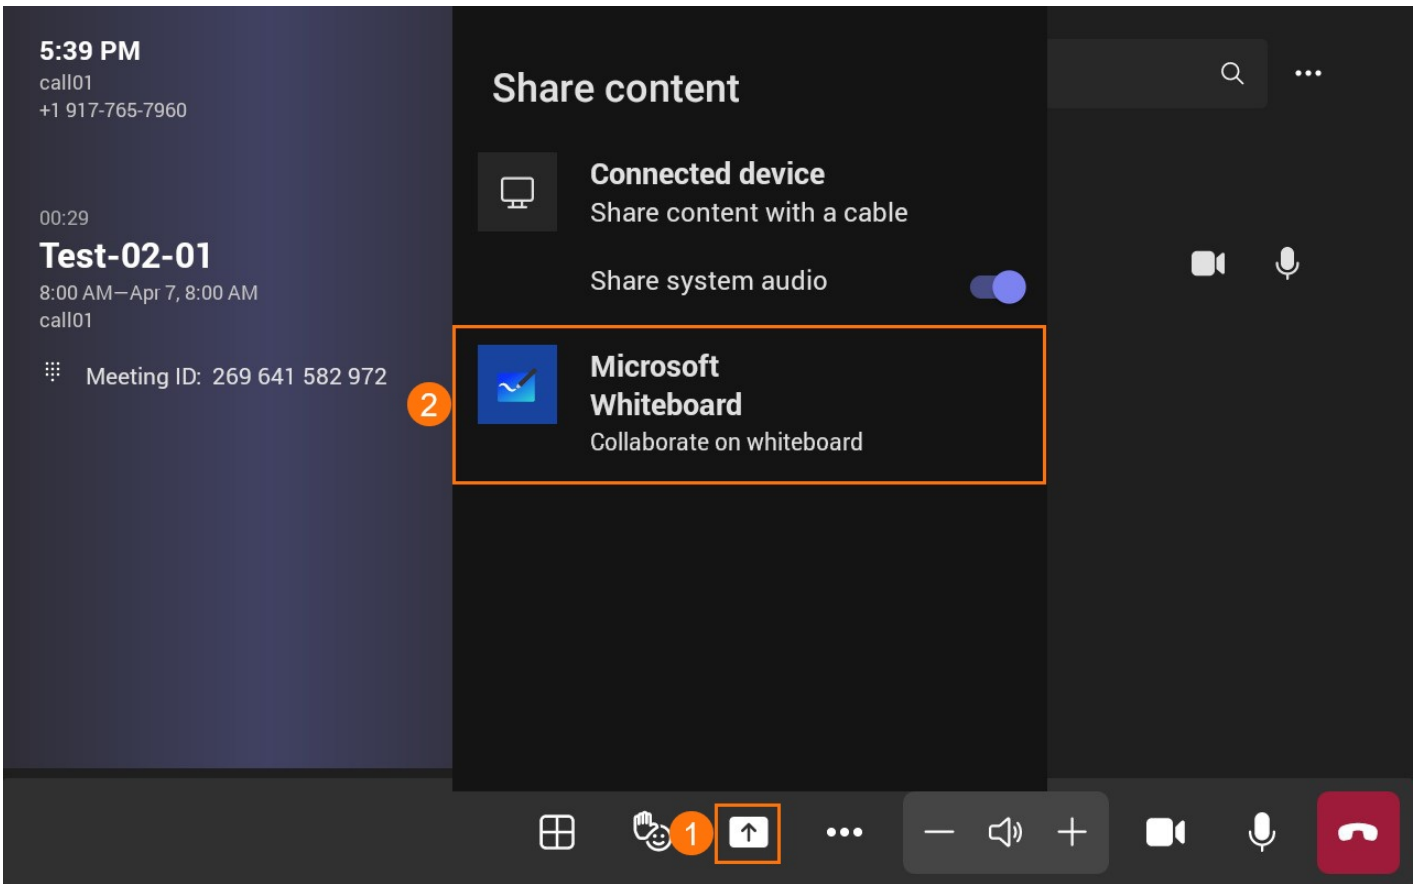 5:39 PM
call01
+1 917-765-7960
00:29
Test-02-01
8:00 AM—Apr 7, 8:00 AM
call01
Meeting ID: 269 641 582 972
Share content
Connected device
Share content with a cable
Share system audio
2
Microsoft
Whiteboard
Collaborate on whiteboard
1